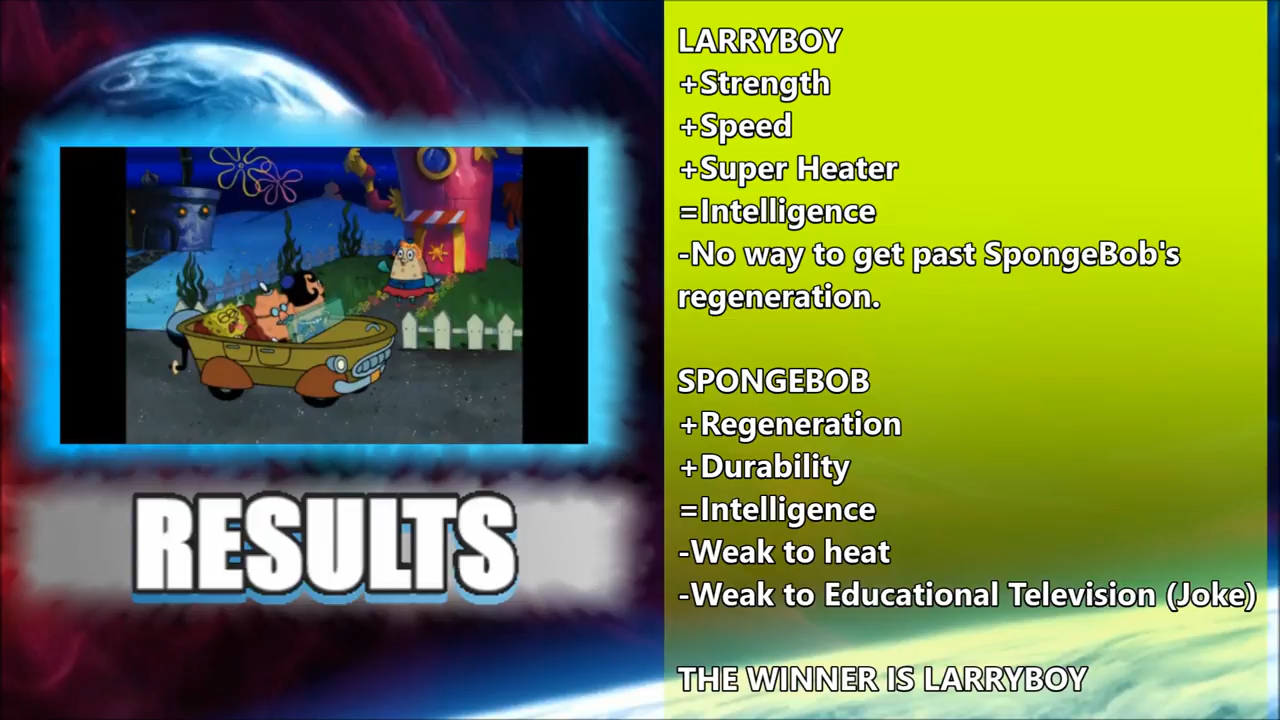 LARRYBOY
+Strength
+Speed
+Super Heater
=Intelligence
-No way to get past SpongeBob's
regeneration.
SPONGEBOB
+Regeneration
+Durability
=Intelligence
-Weak to heat
-Weak to Educational Television (Joke)
THE WINNER IS LARRYBOY
RESULTS